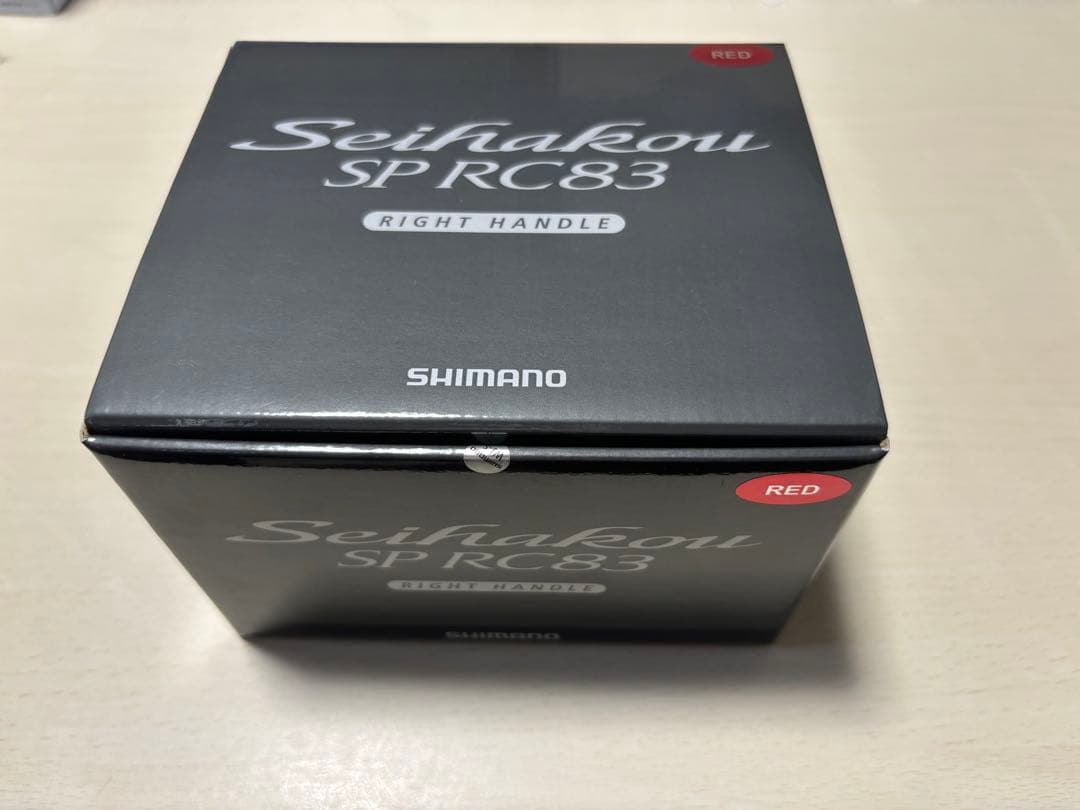 RED
Seihakou
SP RC83
RIGHT HANDLE
SHIMANO
RED
Seihakou
SP RC83
RIGHT HANDLE
SHIMANO